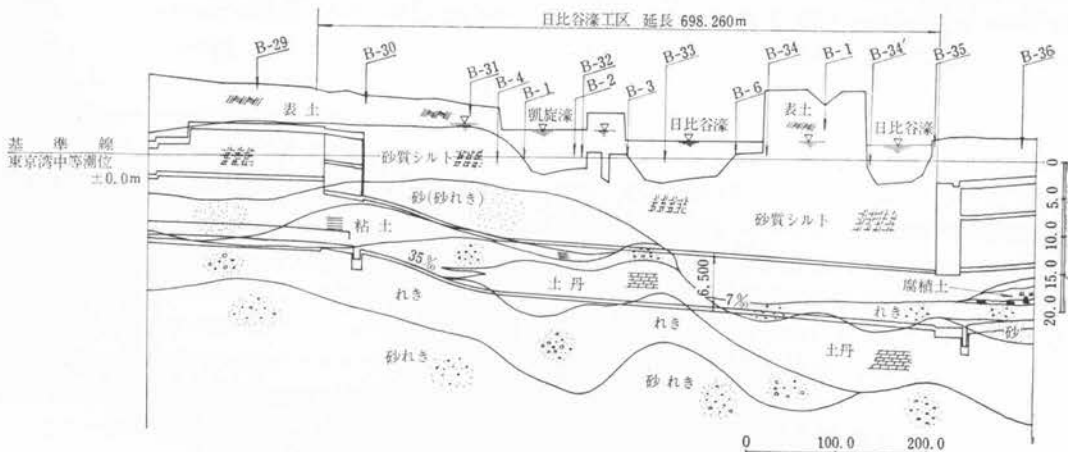 日比谷濠工区 延長 698.260m
B-29
B-30
B-31
B-4
B-1
B-32
B-2
B-3
B-33
B-6
B-34
B-1
B-34′
B-35
B-36
表土
凱旋濠
日比谷濠
表土
日比谷濠
基準線
東京湾中等潮位
±0.0m
砂質シルト
砂(砂れき)
粘土
砂質シルト
35‰
土丹
6.500
7‰
腐植土
れき
れき
れき
砂
砂れき
砂れき
土丹
0
5.0
10.0
15.0
20.0
0 100.0 200.0